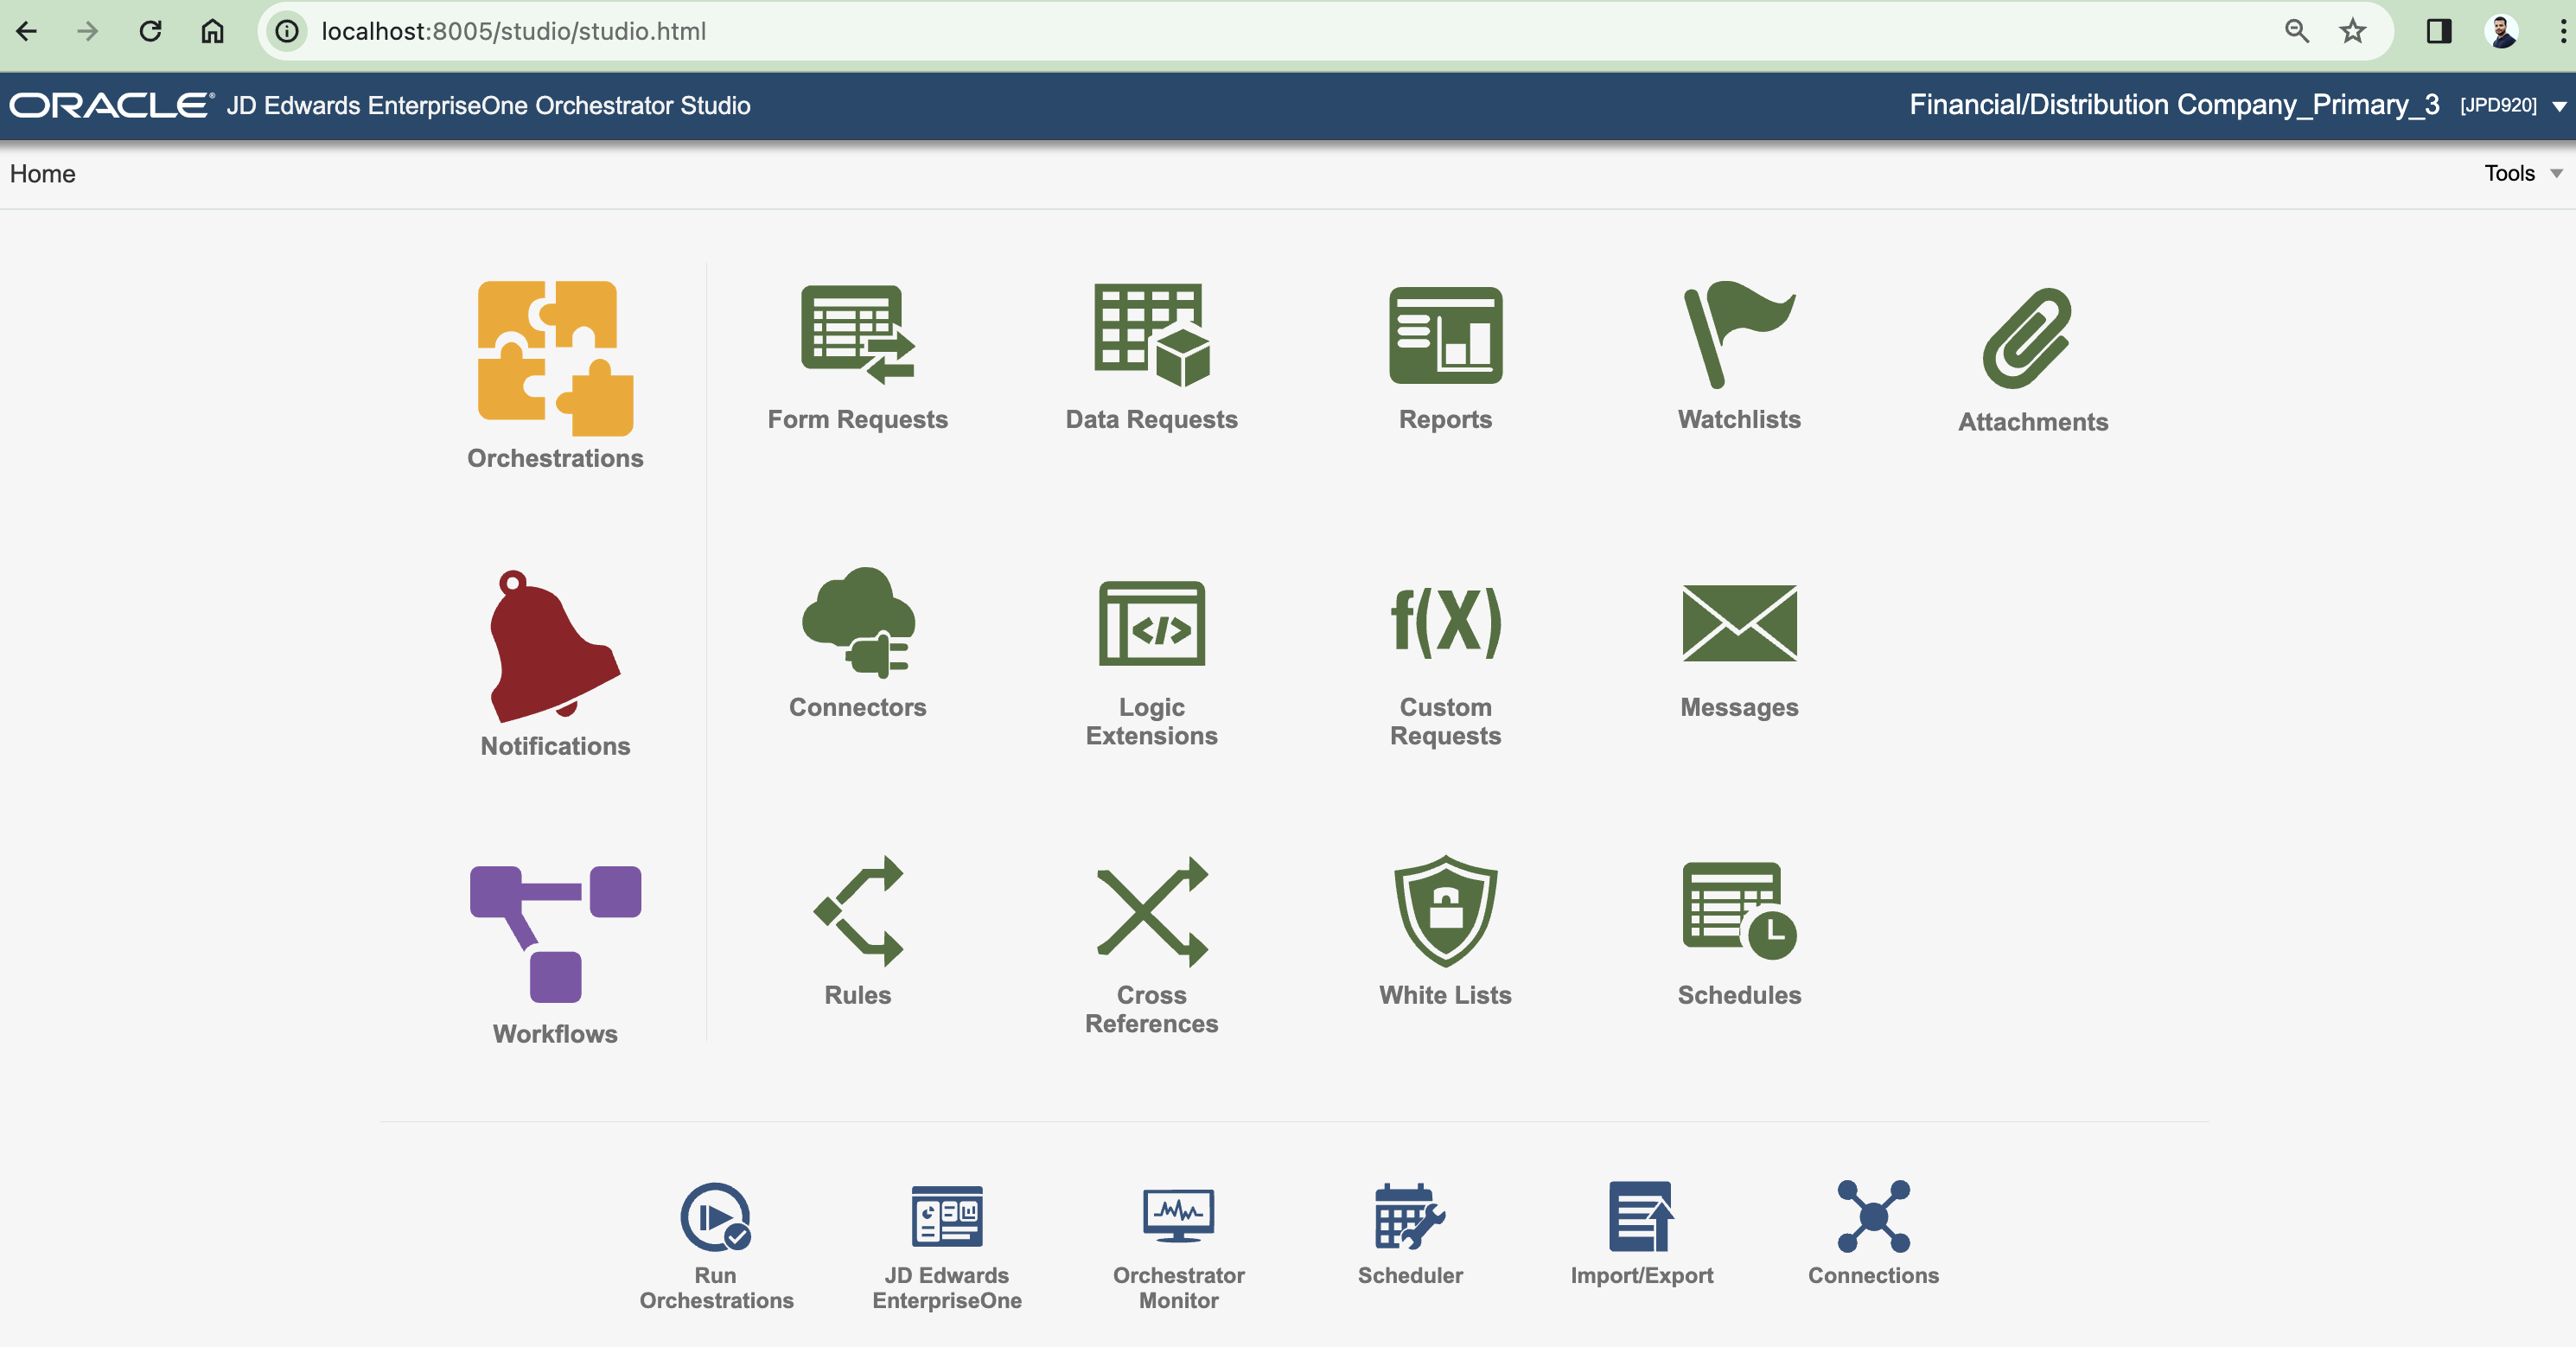 localhost:8005/studio/studio.html
ORACLE® JD Edwards EnterpriseOne Orchestrator Studio
Financial/Distribution Company_Primary_3 [JPD920]
Home
Tools
Orchestrations
Form Requests
Data Requests
Reports
Watchlists
Attachments
Notifications
Connectors
</>
Logic
Extensions
f(X)
Custom
Requests
Messages
Workflows
Rules
Cross
References
White Lists
Schedules
Run
Orchestrations
JD Edwards
EnterpriseOne
Orchestrator
Monitor
Scheduler
Import/Export
Connections